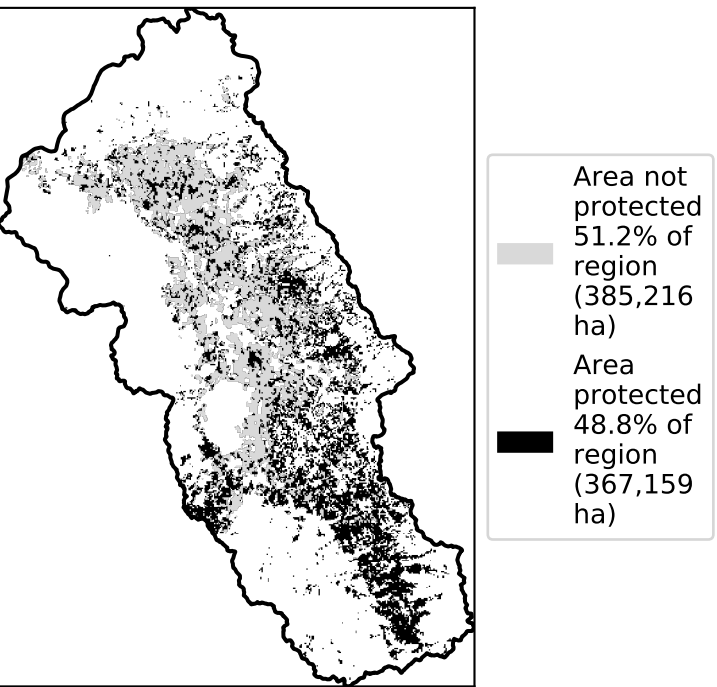 Area not
protected
51.2% of
region
(385,216
ha)
Area
protected
48.8% of
region
(367,159
ha)